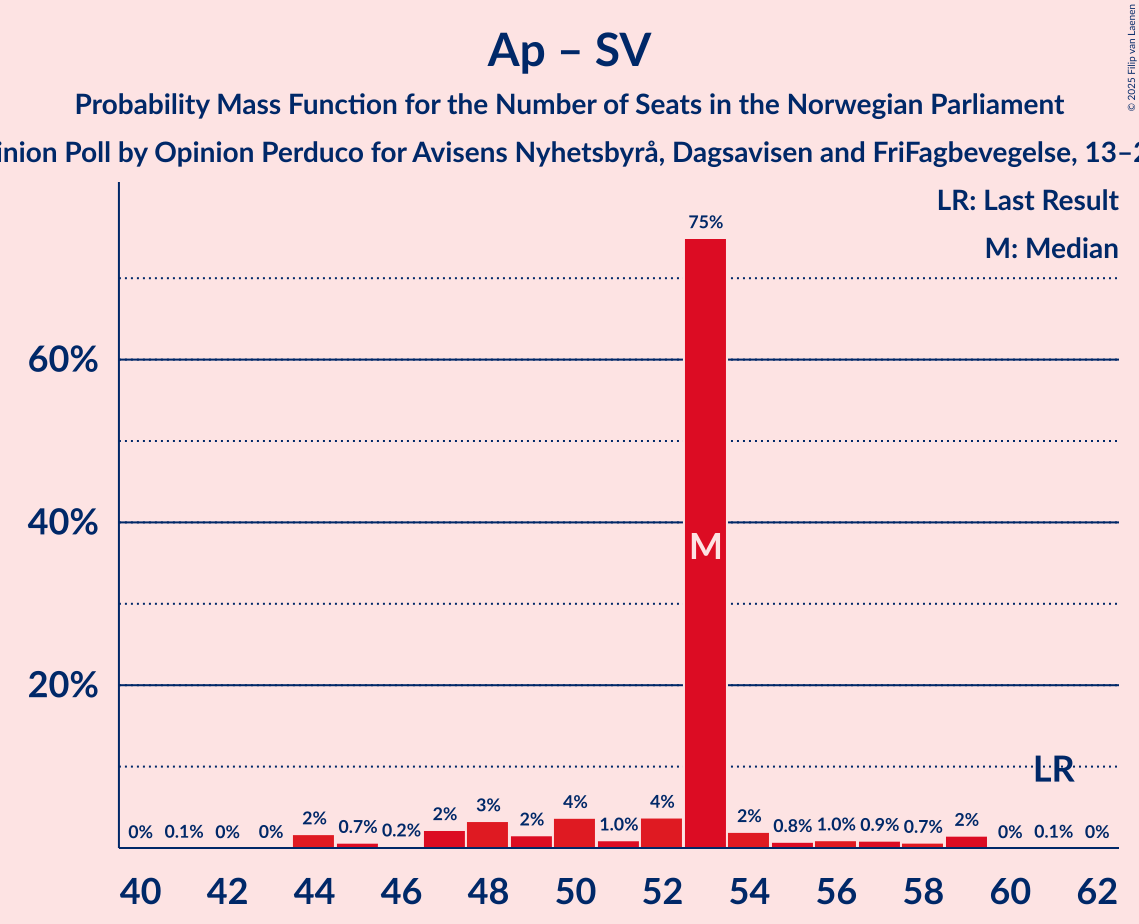 Ap – SV
Probability Mass Function for the Number of Seats in the Norwegian Parliament
inion Poll by Opinion Perduco for Avisens Nyhetsbyrå, Dagsavisen and FriFagbevegelse, 13–2
© 2025 Filip van Laenen
LR: Last Result
M: Median
75%
60%
40%
M
20%
LR
0% 0.1% 0% 0% 2% 0.7% 0.2% 2% 3% 2% 4% 1.0% 4% 2% 0.8% 1.0% 0.9% 0.7% 2% 0% 0.1% 0%
40 42 44 46 48 50 52 54 56 58 60 62